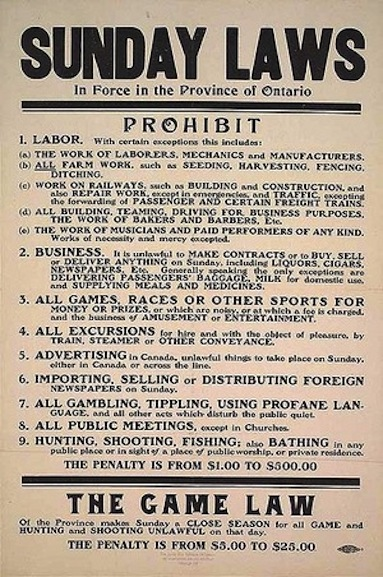 SUNDAY LAWS
In Force in the Province of Ontario
PROHIBIT
1. LABOR. With certain exceptions this includes:
(a) THE WORK OF LABORERS, MECHANICS and MANUFACTURERS.
(b) ALL FARM WORK, such as SEEDING, HARVESTING, FENCING,
DITCHING.
(c) WORK ON RAILWAYS, such as BUILDING and CONSTRUCTION, and
also REPAIR WORK, except in emergencies, and TRAFFIC, excepting
the forwarding of PASSENGER AND CERTAIN FREIGHT TRAINS.
(d) ALL BUILDING, TEAMING, DRIVING FOR BUSINESS PURPOSES,
THE WORK OF BAKERS AND BARBERS, Etc.
(e) THE WORK OF MUSICIANS AND PAID PERFORMERS OF ANY KIND.
Works of necessity and mercy excepted.
2. BUSINESS. It is unlawful to MAKE CONTRACTS or to BUY, SELL
or DELIVER ANYTHING on Sunday, including LIQUORS, CIGARS,
NEWSPAPERS, Etc. Generally speaking the only exceptions are
DELIVERING PASSENGERS' BAGGAGE, MILK for domestic use,
and SUPPLYING MEALS AND MEDICINES.
3. ALL GAMES, RACES OR OTHER SPORTS FOR
MONEY OR PRIZES, or which are noisy, or at which a fee is charged,
and the business of AMUSEMENT or ENTERTAINMENT.
4. ALL EXCURSIONS for hire and with the object of pleasure, by
TRAIN, STEAMER or OTHER CONVEYANCE.
5. ADVERTISING in Canada, unlawful things to take place on Sunday,
either in Canada or across the line.
6. IMPORTING, SELLING or DISTRIBUTING FOREIGN
NEWSPAPERS on Sunday.
7. ALL GAMBLING, TIPPLING, USING PROFANE LAN-
GUAGE, and all other acts which disturb the public quiet.
8. ALL PUBLIC MEETINGS, except in Churches.
9. HUNTING, SHOOTING, FISHING; also BATHING in any
public place or in sight of a place of public worship, or private residence.
THE PENALTY IS FROM $1.00 TO $500.00
THE GAME LAW
Of the Province makes Sunday a CLOSE SEASON for all GAME and
HUNTING and SHOOTING UNLAWFUL on that day.
THE PENALTY IS FROM $5.00 TO $25.00